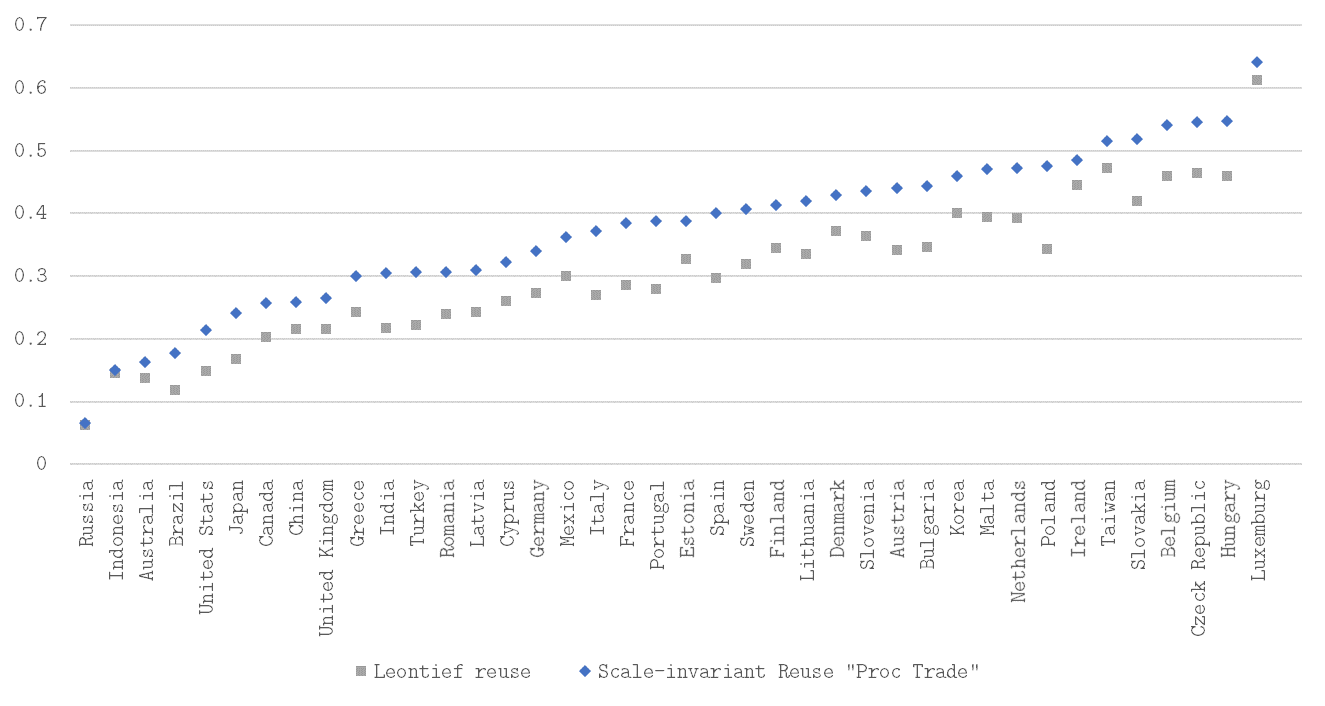 0.7
0.6
0.5
0.4
0.3
0.2
0.1
0
Russia
Indonesia
Australia
Brazil
United Stats
Japan
Canada
China
United Kingdom
Greece
India
Turkey
Romania
Latvia
Cyprus
Germany
Mexico
Italy
France
Portugal
Estonia
Spain
Sweden
Finland
Lithuania
Denmark
Slovenia
Austria
Bulgaria
Korea
Malta
Netherlands
Poland
Ireland
Taiwan
Slovakia
Belgium
Czeck Republic
Hungary
Luxemburg
Leontief reuse
Scale-invariant Reuse "Proc Trade"